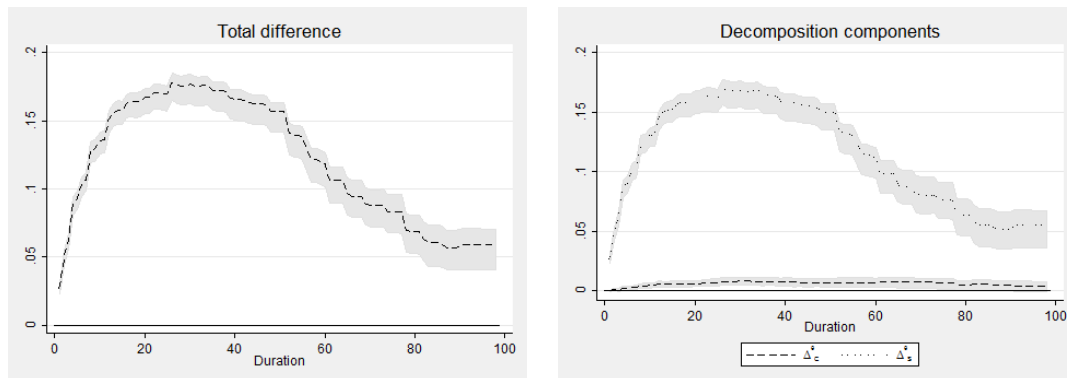 Total difference
.2
.15
.1
.05
0
0 20 40 60 80 100
Duration
Decomposition components
.2
.15
.1
.05
0
0 20 40 60 80 100
Duration
Δ̂c Δ̂s